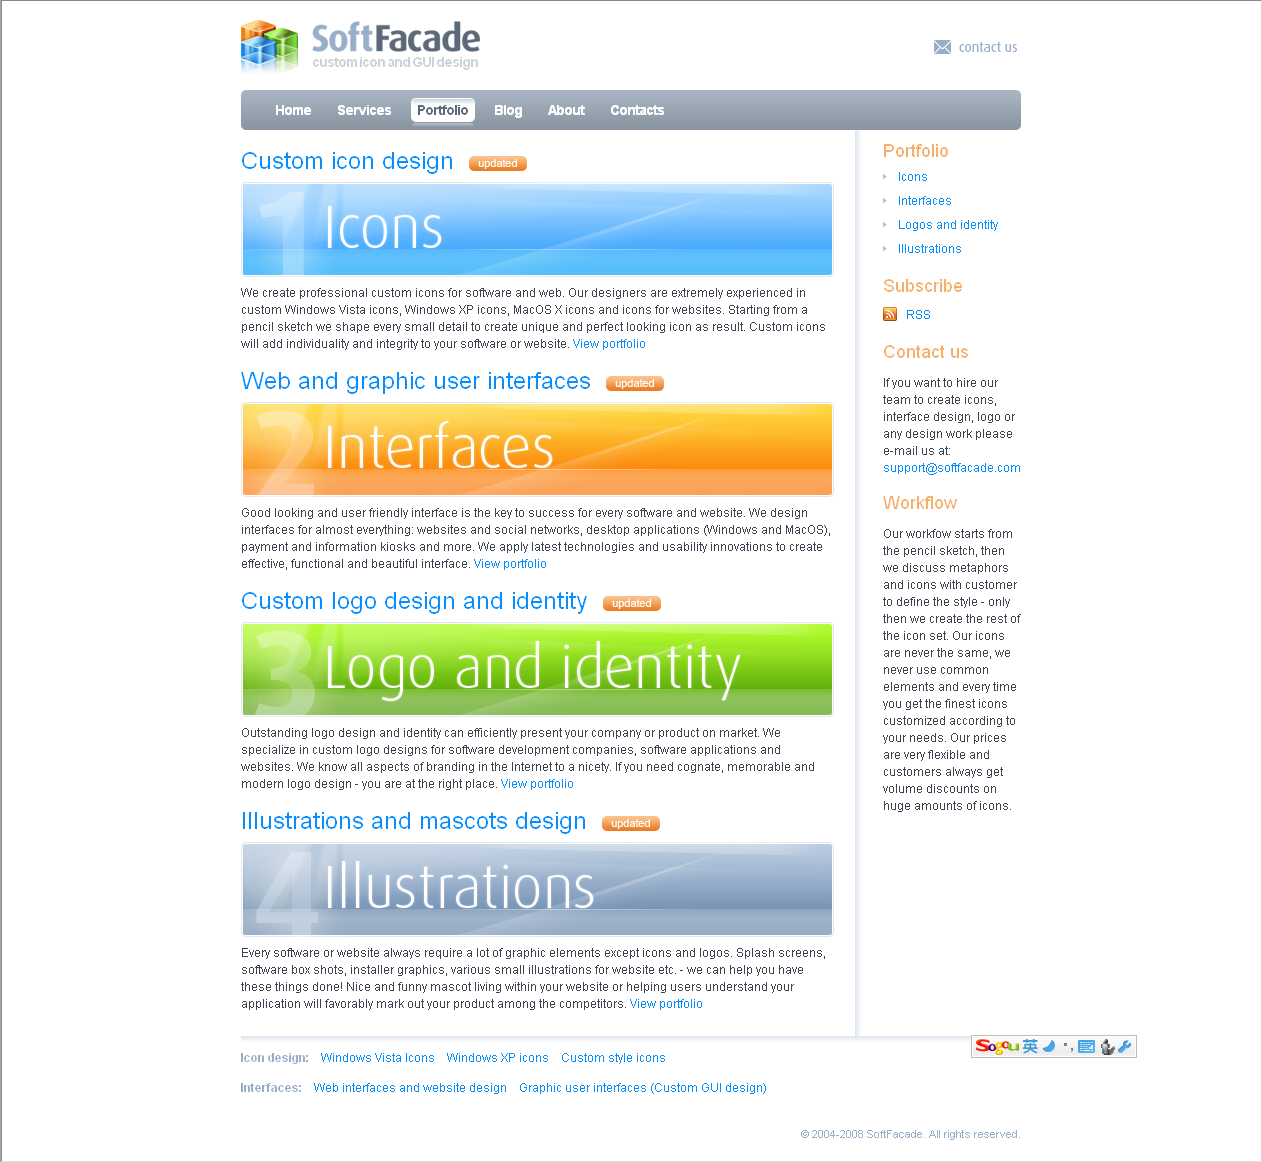 SoftFacade
custom icon and GUI design
contact us
Home Services Portfolio Blog About Contacts
Custom icon design updated
1 Icons
We create professional custom icons for software and web. Our designers are extremely experienced in
custom Windows Vista icons, Windows XP icons, MacOS X icons and icons for websites. Starting from a
pencil sketch we shape every small detail to create unique and perfect looking icon as result. Custom icons
will add individuality and integrity to your software or website. View portfolio
Web and graphic user interfaces updated
2 Interfaces
Good looking and user friendly interface is the key to success for every software and website. We design
interfaces for almost everything: websites and social networks, desktop applications (Windows and MacOS),
payment and information kiosks and more. We apply latest technologies and usability innovations to create
effective, functional and beautiful interface. View portfolio
Custom logo design and identity updated
3 Logo and identity
Outstanding logo design and identity can efficiently present your company or product on market. We
specialize in custom logo designs for software development companies, software applications and
websites. We know all aspects of branding in the Internet to a nicety. If you need cognate, memorable and
modern logo design - you are at the right place. View portfolio
Illustrations and mascots design updated
4 Illustrations
Every software or website always require a lot of graphic elements except icons and logos. Splash screens,
software box shots, installer graphics, various small illustrations for website etc. - we can help you have
these things done! Nice and funny mascot living within your website or helping users understand your
application will favorably mark out your product among the competitors. View portfolio
Portfolio
Icons
Interfaces
Logos and identity
Illustrations
Subscribe
RSS
Contact us
If you want to hire our
team to create icons,
interface design, logo or
any design work please
e-mail us at:
support@softfacade.com
Workflow
Our workfow starts from
the pencil sketch, then
we discuss metaphors
and icons with customer
to define the style - only
then we create the rest of
the icon set. Our icons
are never the same, we
never use common
elements and every time
you get the finest icons
customized according to
your needs. Our prices
are very flexible and
customers always get
volume discounts on
huge amounts of icons.
Sogou 英
Icon design: Windows Vista Icons Windows XP icons Custom style icons
Interfaces: Web interfaces and website design Graphic user interfaces (Custom GUI design)
© 2004-2008 SoftFacade. All rights reserved.